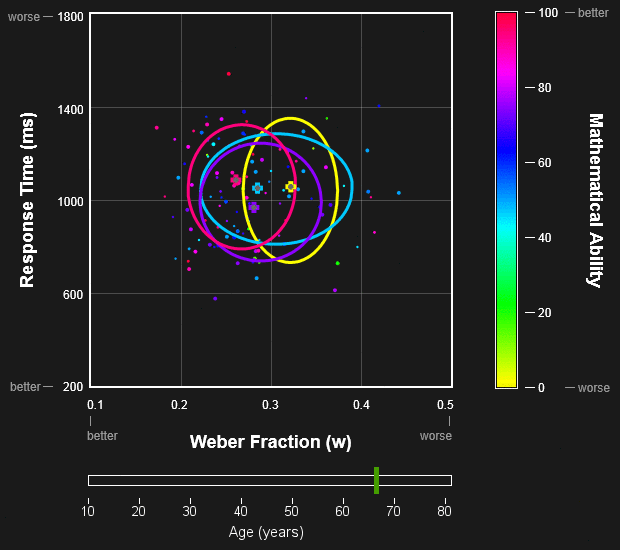 worse
1800
1400
1000
600
better
200
Response Time (ms)
0.1
0.2
0.3
0.4
0.5
better
worse
Weber Fraction (w)
10
20
30
40
50
60
70
80
Age (years)
100
better
80
60
40
20
0
worse
Mathematical Ability